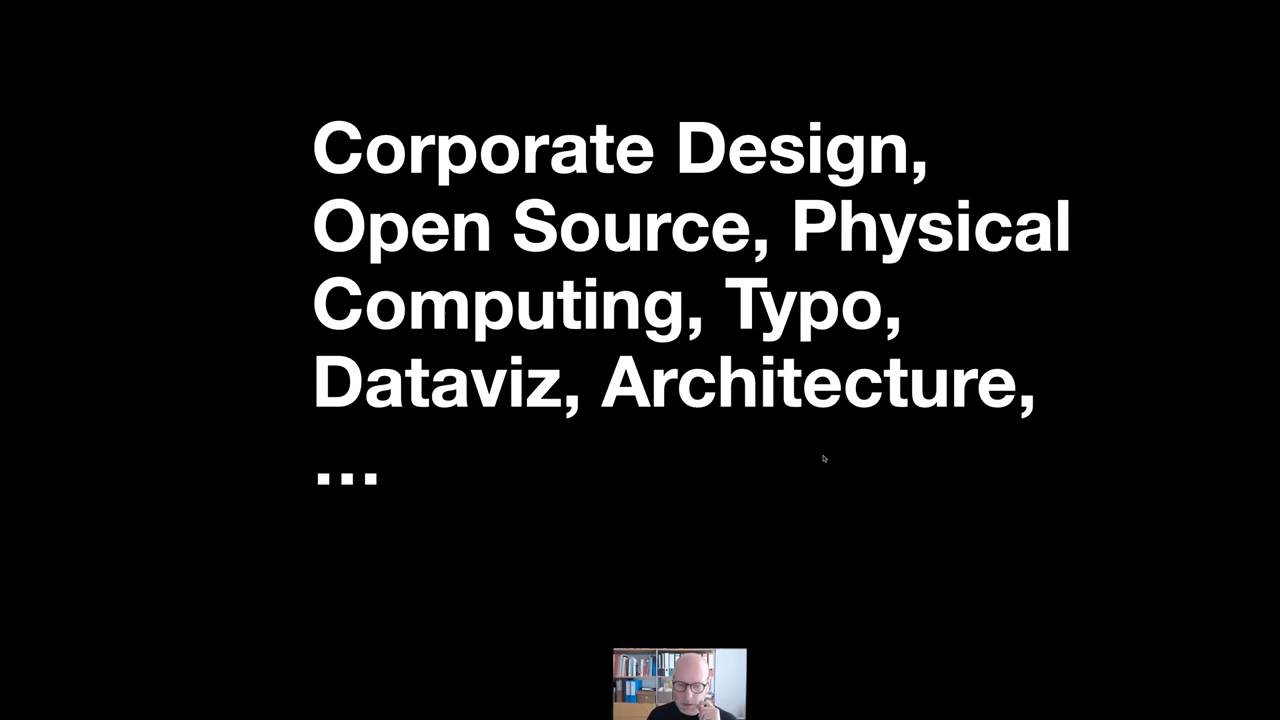 Corporate Design,
Open Source, Physical
Computing, Typo,
Dataviz, Architecture,
...